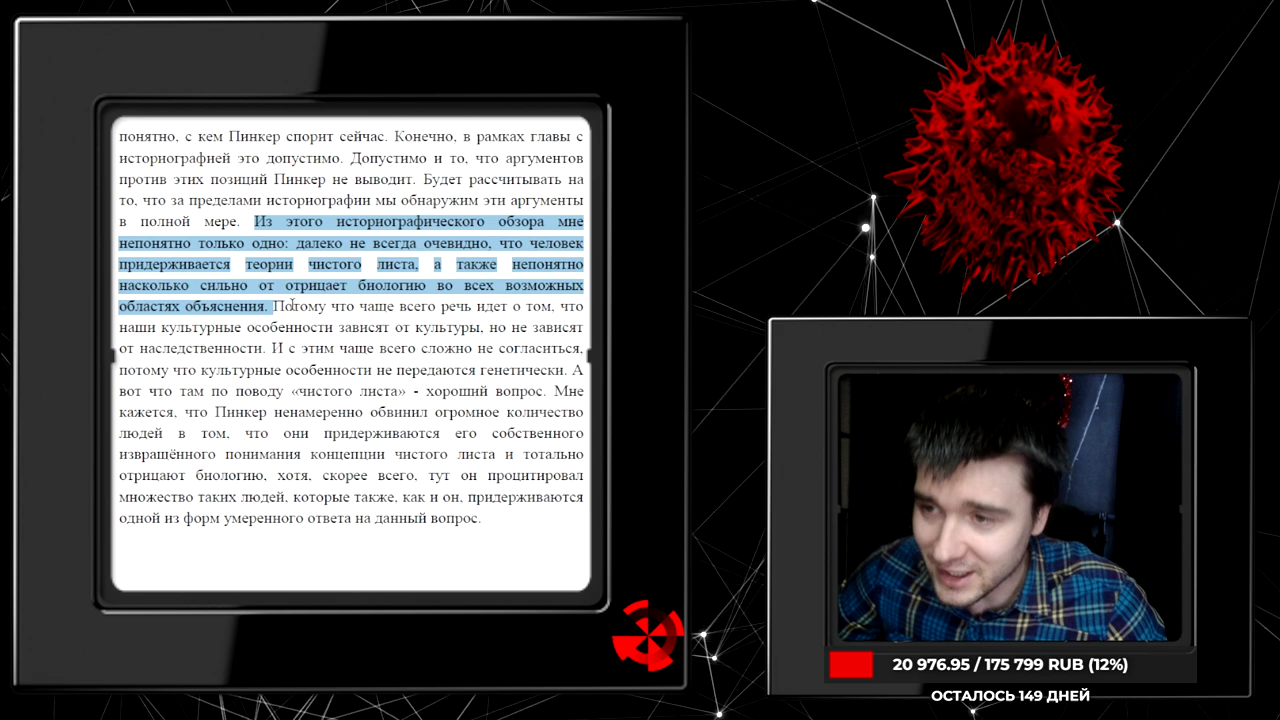 понятно, с кем Пинкер спорит сейчас. Конечно, в рамках главы с
историографией это допустимо. Допустимо и то, что аргументов
против этих позиций Пинкер не выводит. Будет рассчитывать на
то, что за пределами историографии мы обнаружим эти аргументы
в полной мере. Из этого историографического обзора мне
непонятно только одно: далеко не всегда очевидно, что человек
придерживается теории чистого листа, а также непонятно
насколько сильно от отрицает биологию во всех возможных
областях объяснения. Потому что чаще всего речь идет о том, что
наши культурные особенности зависят от культуры, но не зависят
от наследственности. И с этим чаще всего сложно не согласиться,
потому что культурные особенности не передаются генетически. А
вот что там по поводу «чистого листа» - хороший вопрос. Мне
кажется, что Пинкер ненамеренно обвинил огромное количество
людей в том, что они придерживаются его собственного
извращённого понимания концепции чистого листа и тотально
отрицают биологию, хотя, скорее всего, тут он процитировал
множество таких людей, которые также, как и он, придерживаются
одной из форм умеренного ответа на данный вопрос.
20 976.95 / 175 799 RUB (12%)
ОСТАЛОСЬ 149 ДНЕЙ